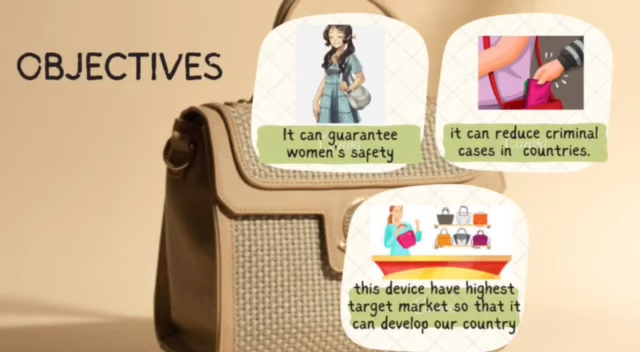 OBJECTIVES
It can guarantee
women's safety
it can reduce criminal
cases in countries.
this device have highest
target market so that it
can develop our country